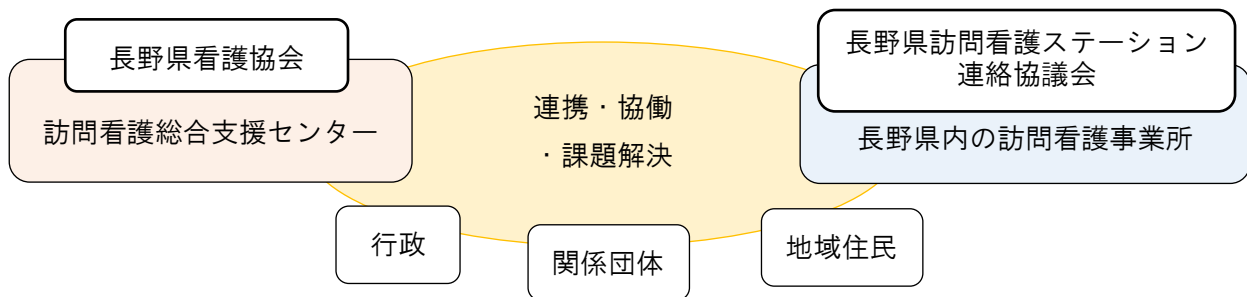 長野県看護協会
訪問看護総合支援センター
連携・協働
・課題解決
長野県訪問看護ステーション
連絡協議会
長野県内の訪問看護事業所
行政
関係団体
地域住民